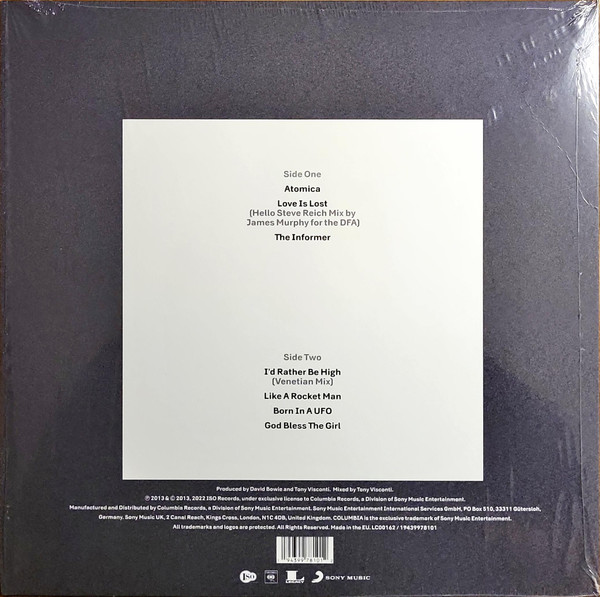 Side One
Atomica
Love Is Lost
(Hello Steve Reich Mix by
James Murphy for the DFA)
The Informer
Side Two
I'd Rather Be High
(Venetian Mix)
Like A Rocket Man
Born In A UFO
God Bless The Girl
Produced by David Bowie and Tony Visconti. Mixed by Tony Visconti.
℗ 2013 & © 2013, 2022 ISO Records, under exclusive license to Columbia Records, a Division of Sony Music Entertainment.
Manufactured and Distributed by Columbia Records, a Division of Sony Music Entertainment. Sony Music Entertainment International Services GmbH, PO Box 510, 33311 Gütersloh,
Germany. Sony Music UK, 2 Canal Reach, Kings Cross, London, N1C 4DB, United Kingdom. COLUMBIA is the exclusive trademark of Sony Music Entertainment.
All trademarks and logos are protected. All Rights Reserved. Made in the EU. LC00162 / 19439978101
94399 78101
ISO
LEGACY
SONY MUSIC